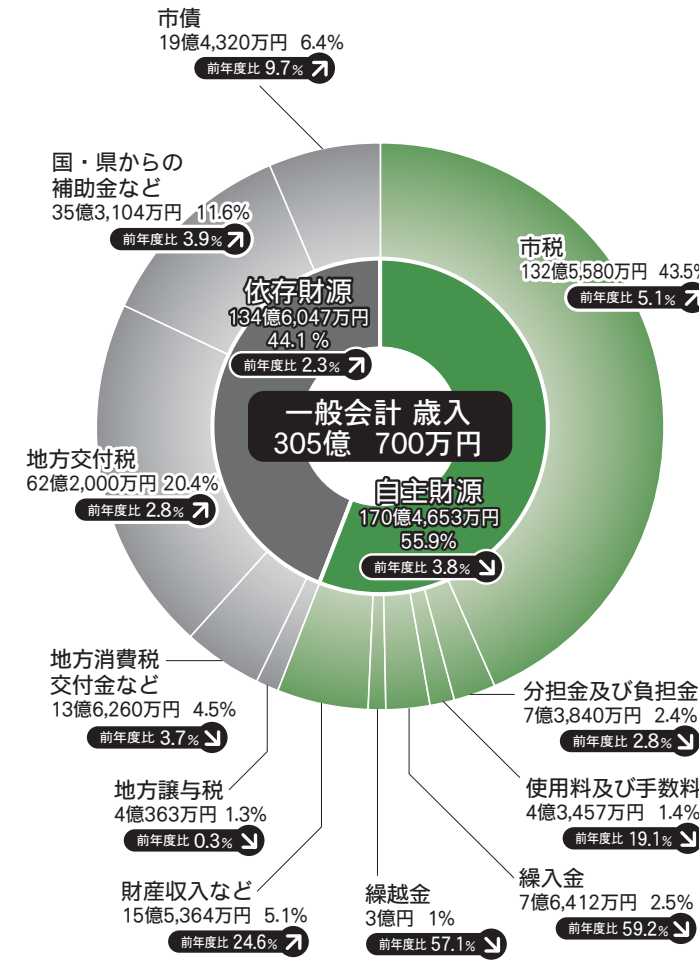 市債
19億4,320万円 6.4%
前年度比 9.7%
国・県からの
補助金など
35億3,104万円 11.6%
前年度比 3.9%
市税
132億5,580万円 43.5%
前年度比 5.1%
依存財源
134億6,047万円
44.1 %
前年度比 2.3%
一般会計 歳入
305億 700万円
地方交付税
62億2,000万円 20.4%
前年度比 2.8%
自主財源
170億4,653万円
55.9%
前年度比 3.8%
地方消費税
交付金など
13億6,260万円 4.5%
前年度比 3.7%
分担金及び負担金
7億3,840万円 2.4%
前年度比 2.8%
地方譲与税
4億363万円 1.3%
前年度比 0.3%
使用料及び手数料
4億3,457万円 1.4%
前年度比 19.1%
財産収入など
15億5,364万円 5.1%
前年度比 24.6%
繰越金
3億円 1%
前年度比 57.1%
繰入金
7億6,412万円 2.5%
前年度比 59.2%